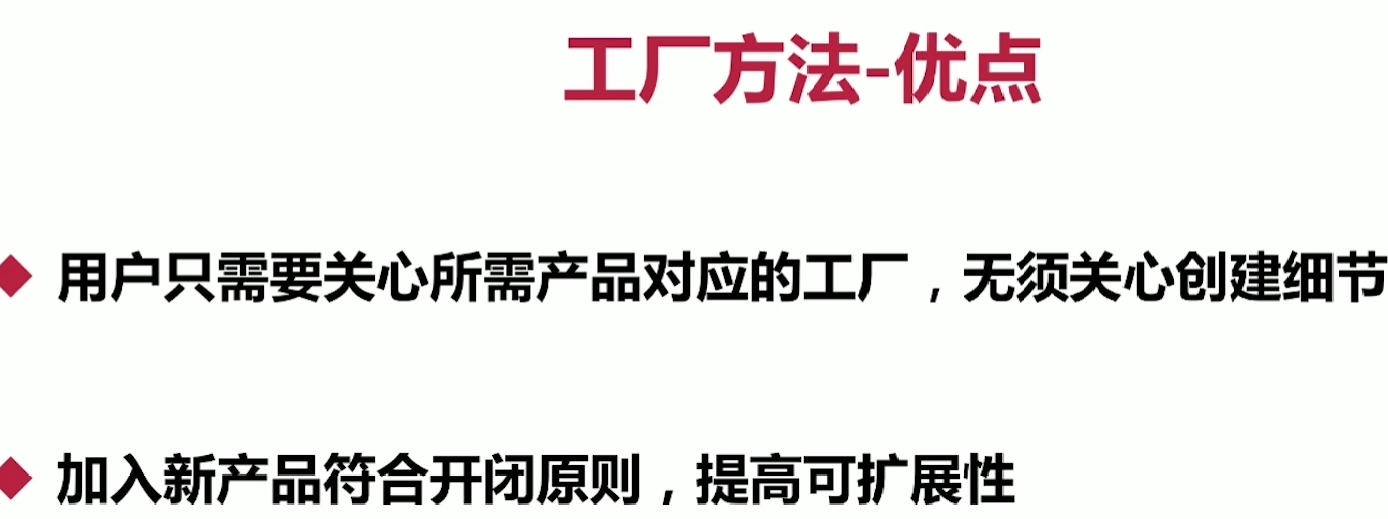 工厂方法-优点
用户只需要关心所需产品对应的工厂，无须关心创建细节
加入新产品符合开闭原则，提高可扩展性